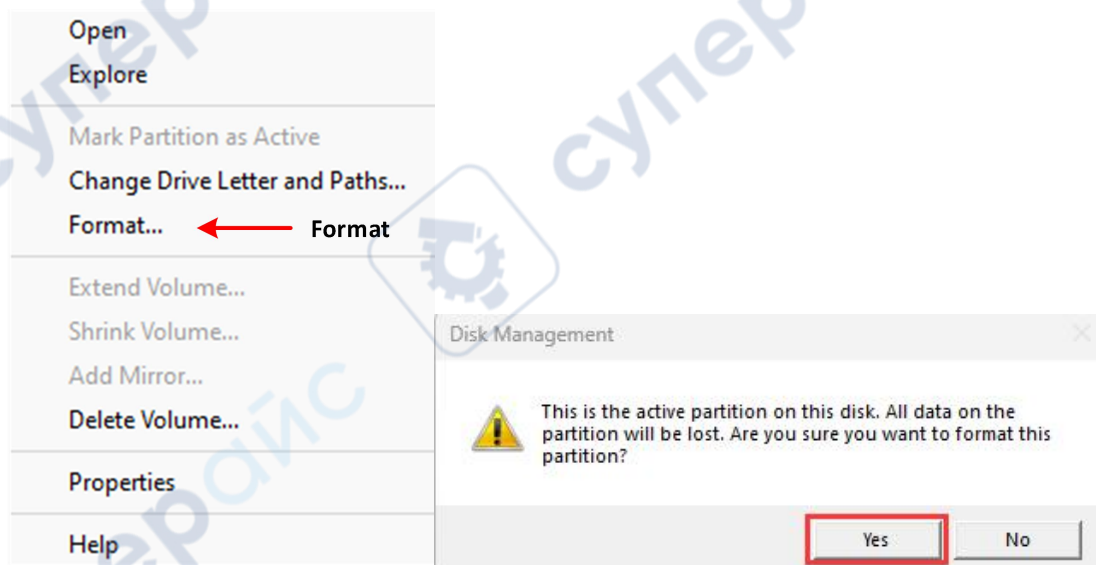 Open
Explore
Mark Partition as Active
Change Drive Letter and Paths...
Format...
Format
Extend Volume...
Shrink Volume...
Add Mirror...
Delete Volume...
Properties
Help
Disk Management
This is the active partition on this disk. All data on the
partition will be lost. Are you sure you want to format this
partition?
Yes
No
супер